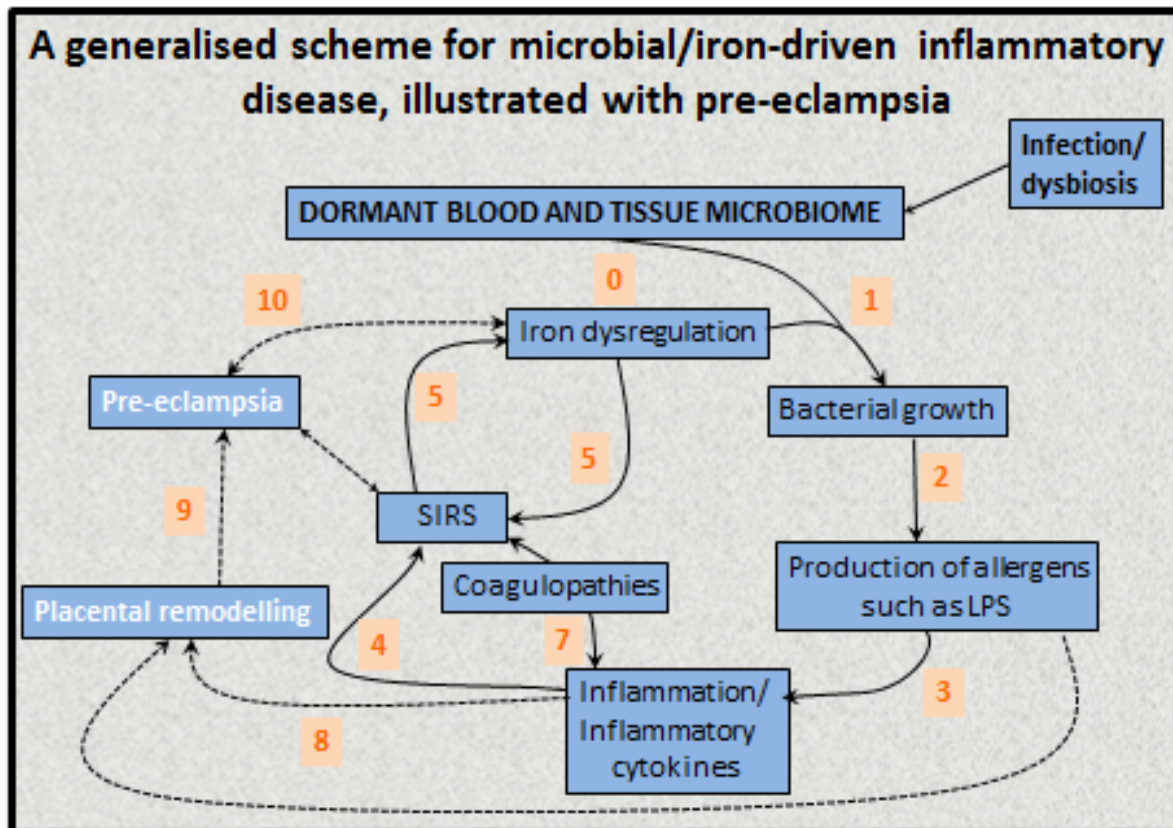 A generalised scheme for microbial/iron-driven inflammatory
disease, illustrated with pre-eclampsia
Infection/
dysbiosis
DORMANT BLOOD AND TISSUE MICROBIOME
0
10
1
Iron dysregulation
Pre-eclampsia
5
Bacterial growth
5
2
9
SIRS
Coagulopathies
Production of allergens
such as LPS
Placental remodelling
4
7
3
Inflammation/
Inflammatory
cytokines
8